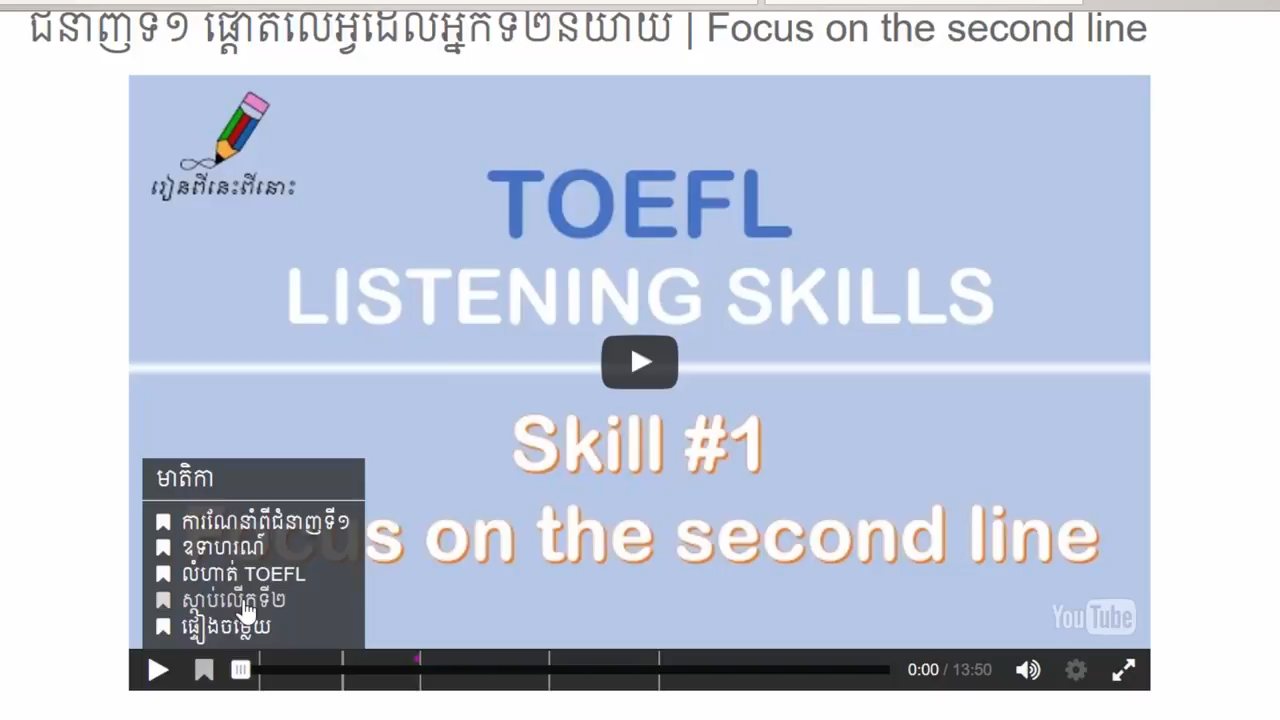 ជំនាញទី១ ផ្តោតលើអ្វីដែលអ្នកទី២និយាយ | Focus on the second line
រៀនពីនេះពីនោះ
TOEFL
LISTENING SKILLS
Skill #1
Focus on the second line
មាតិកា
ការណែនាំពីជំនាញទី១
ឧទាហរណ៍
លំហាត់ TOEFL
ស្តាប់លើកទី២
ផ្ទៀងចម្លើយ
YouTube
0:00 / 13:50